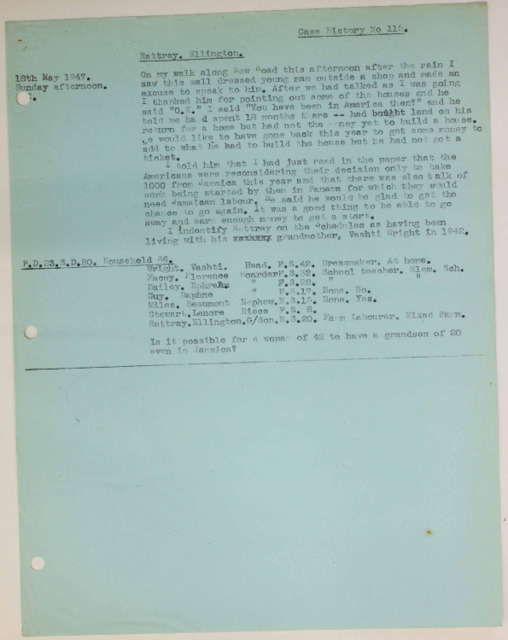 Case History No 115.
Rattray. Ellington.
18th May 1947.
Sunday afternoon.
On my walk along New Road this afternoon after the rain I
saw this well dressed young man outside a shop and made an
excuse to speak to him. After we had talked as I was going
I thanked him for pointing out some of the houses and he
said "O.K." I said "You have been in America then?" and he
told me he had spent 18 months there -- had bought land on his
return for a home but had not the money yet to build a house.
He would like to have gone back this year to get some money to
add to what he had to build the house but he had not got a
ticket.
I told him that I had just read in the paper that the
Americans were reconsidering their decision only to take
1000 from Jamaica this year and that there was also talk of
work being started by them in Panama for which they would
need Jamaican labour. He said he would be glad to get the
chance to go again. It was a good thing to be able to go
away and earn enough money to get a start.
I indentify Rattray on the Schedules as having been
living with his grandmother, Vashti Wright in 1942.
P.D.23.E.D.20. Household 86.
Wright. Vashti. Head. F.S.42. Dressmaker. At home.
Facey. Florence Boarder F.S.38. School teacher. Elem. Sch.
Bailey. Ephraim " F.S.28. "
Guy. Daphne " F. .17. None. No.
Miles. Beaumont Nephew. M.S.15. None. Yes.
Stewart. Lenore Niece F.S. 8.
Rattray. Ellington. G/Son. M.S.20. Farm Labourer. Mixed Farm.
Is it possible for a woman of 42 to have a grandson of 20
even in Jamaica?